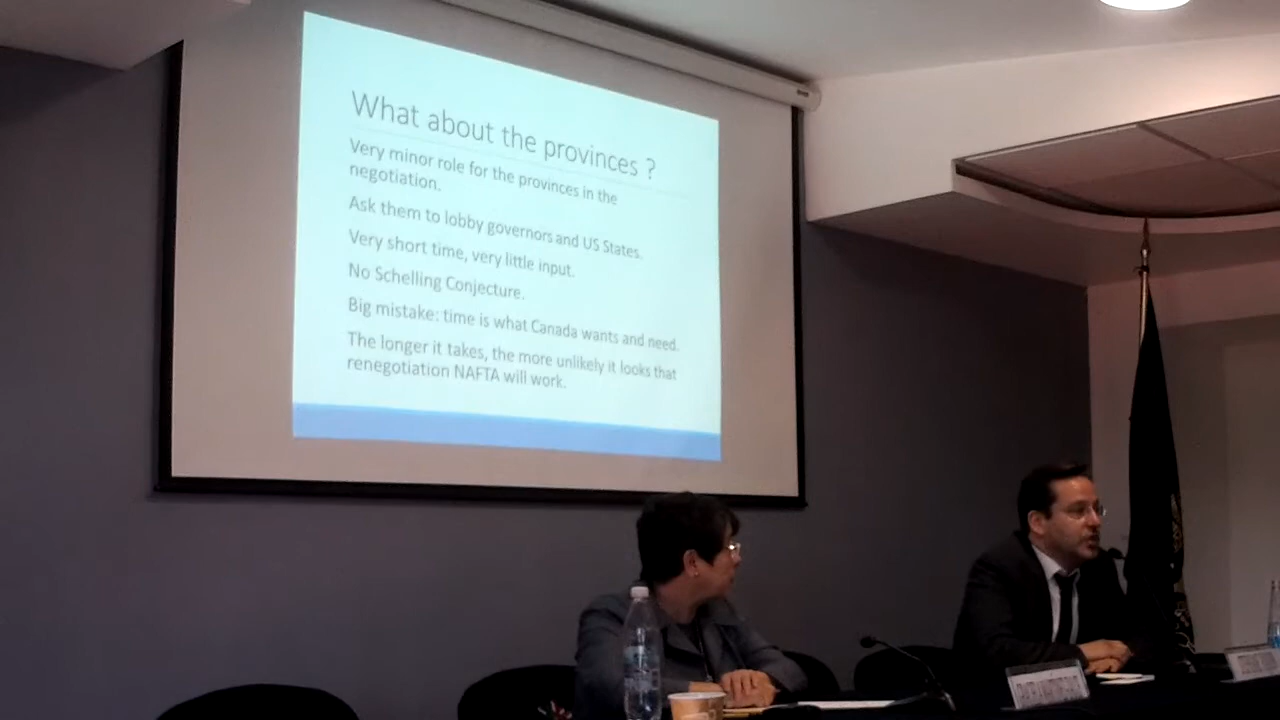 What about the provinces ?
Very minor role for the provinces in the
negotiation.
Ask them to lobby governors and US States.
Very short time, very little input.
No Schelling Conjecture.
Big mistake: time is what Canada wants and need.
The longer it takes, the more unlikely it looks that
renegotiation NAFTA will work.